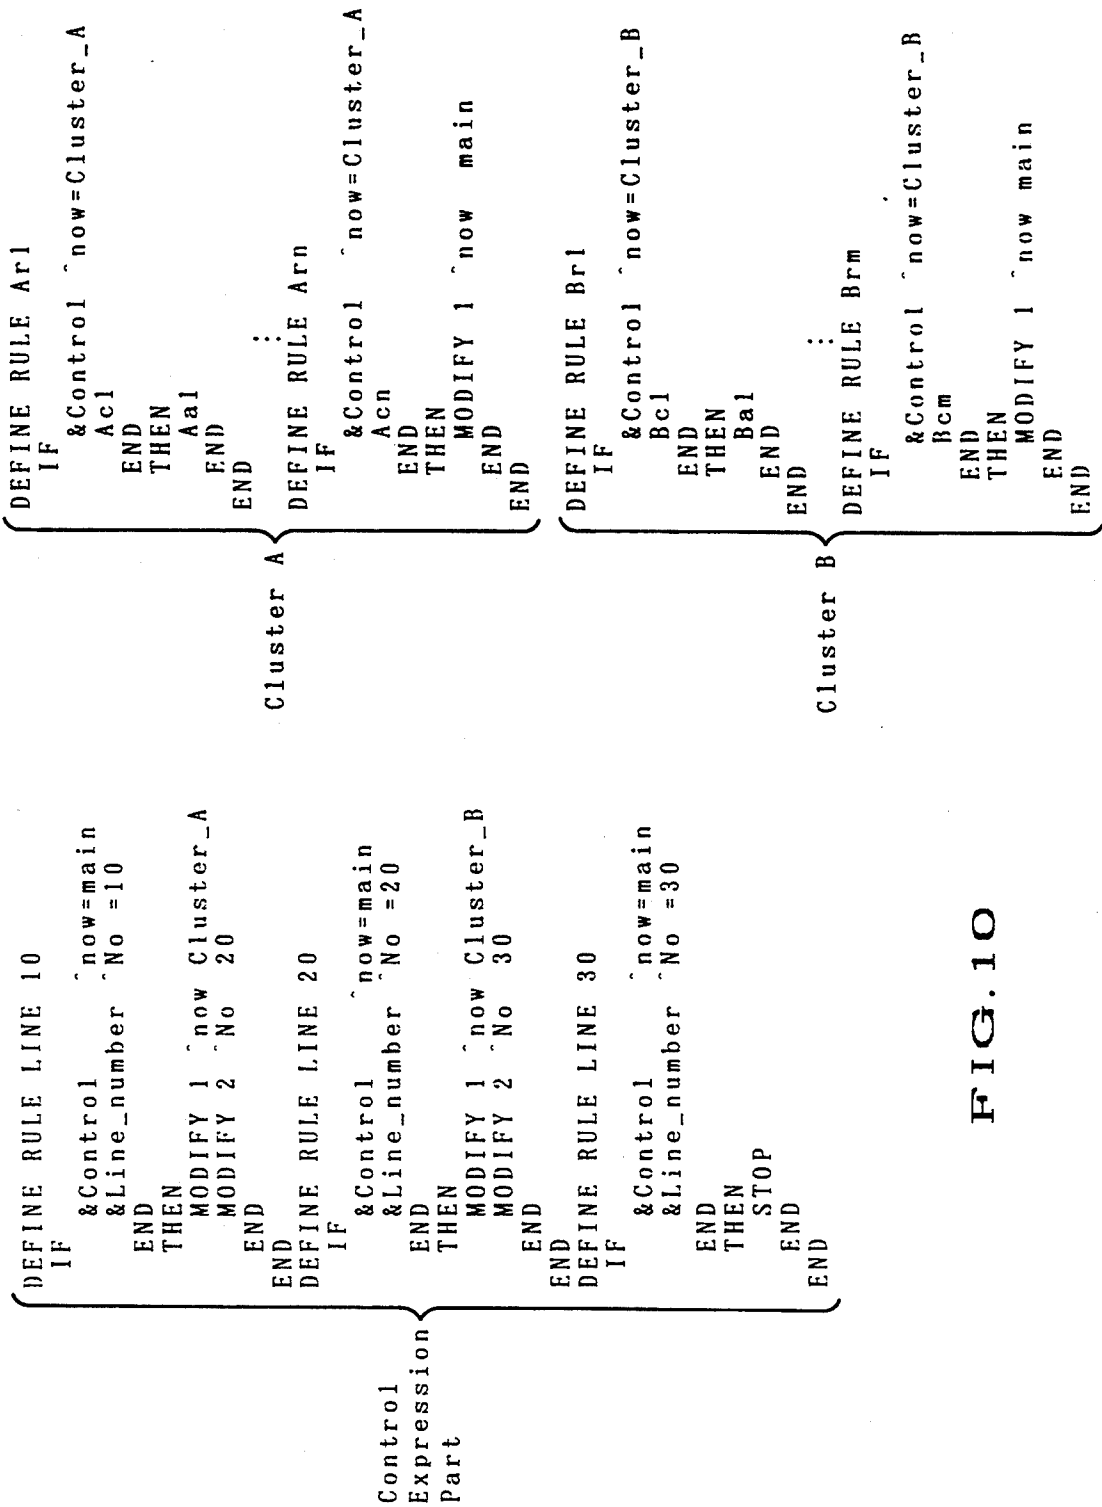 Control
Expression
Part
DEFINE RULE LINE 10
IF
&Control ^now=main
&Line_number ^No =10
END
THEN
MODIFY 1 ^now Cluster_A
MODIFY 2 ^No 20
END
END
DEFINE RULE LINE 20
IF
&Control ^now=main
&Line_number ^No =20
END
THEN
MODIFY 1 ^now Cluster_B
MODIFY 2 ^No 30
END
END
DEFINE RULE LINE 30
IF
&Control ^now=main
&Line_number ^No =30
END
THEN
STOP
END
END
Cluster A
DEFINE RULE Ar1
IF
&Control ^now=Cluster_A
Ac1
END
THEN
Aa1
END
END
:
DEFINE RULE Arn
IF
&Control ^now=Cluster_A
Acn
END
THEN
MODIFY 1 ^now main
END
END
Cluster B
DEFINE RULE Br1
IF
&Control ^now=Cluster_B
Bc1
END
THEN
Ba1
END
END
:
DEFINE RULE Brm
IF
&Control ^now=Cluster_B
Bcm
END
THEN
MODIFY 1 ^now main
END
END
FIG.10